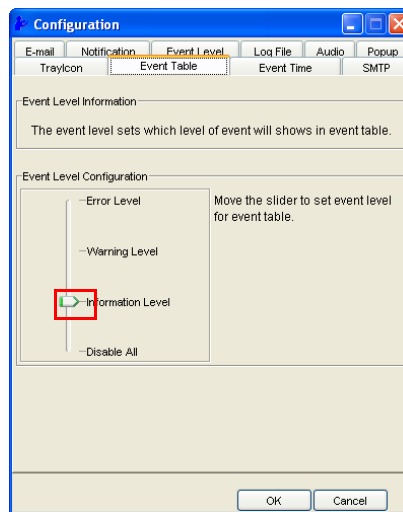 Configuration
E-mail Notification Event Level Log File Audio Popup
TrayIcon Event Table Event Time SMTP
Event Level Information
The event level sets which level of event will shows in event table.
Event Level Configuration
Error Level
Warning Level
Information Level
Disable All
Move the slider to set event level
for event table.
OK Cancel